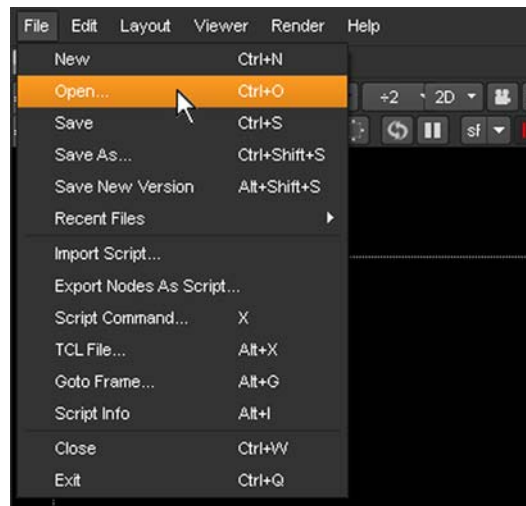 File Edit Layout Viewer Render Help
New Ctrl+N
Open... Ctrl+O
÷2 2D
Save Ctrl+S
sf
Save As... Ctrl+Shift+S
Save New Version Alt+Shift+S
Recent Files
Import Script...
Export Nodes As Script...
Script Command... X
TCL File... Alt+X
Goto Frame... Alt+G
Script Info Alt+I
Close Ctrl+W
Exit Ctrl+Q